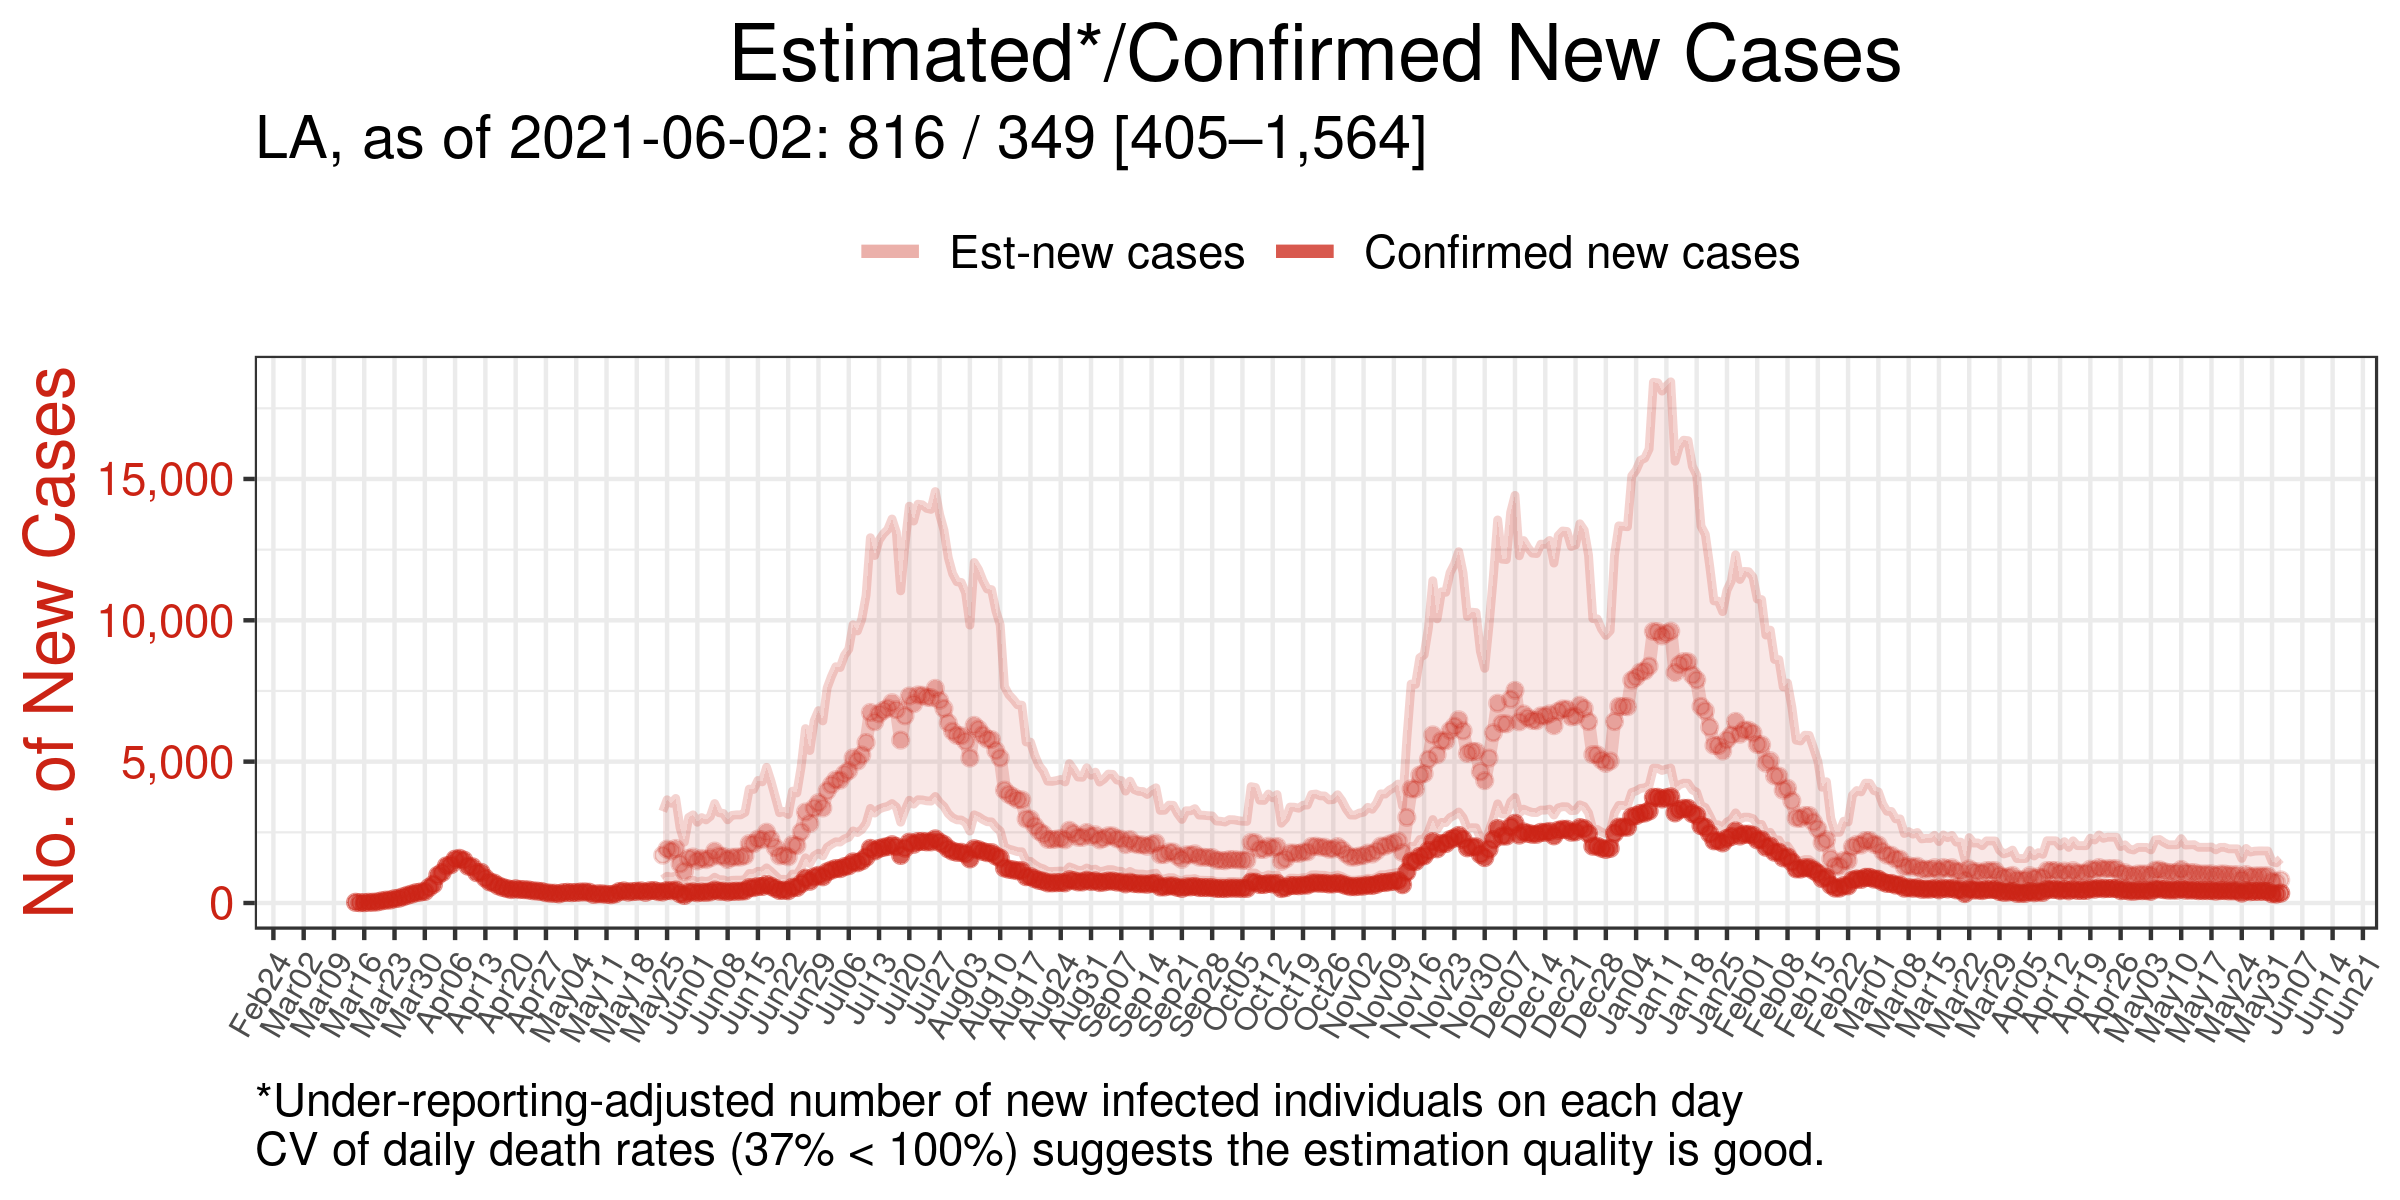 Estimated*/Confirmed New Cases
LA, as of 2021-06-02: 816 / 349 [405–1,564]
Est-new cases Confirmed new cases
No. of New Cases
15,000
10,000
5,000
0
Feb24 Mar02 Mar09 Mar16 Mar23 Mar30 Apr06 Apr13 Apr20 Apr27 May04 May11 May18 May25 Jun01 Jun08 Jun15 Jun22 Jun29 Jul06 Jul13 Jul20 Jul27 Aug03 Aug10 Aug17 Aug24 Aug31 Sep07 Sep14 Sep21 Sep28 Oct05 Oct12 Oct19 Oct26 Nov02 Nov09 Nov16 Nov23 Nov30 Dec07 Dec14 Dec21 Dec28 Jan04 Jan11 Jan18 Jan25 Feb01 Feb08 Feb15 Feb22 Mar01 Mar08 Mar15 Mar22 Mar29 Apr05 Apr12 Apr19 Apr26 May03 May10 May17 May24 May31 Jun07 Jun14 Jun21
*Under-reporting-adjusted number of new infected individuals on each day
CV of daily death rates (37% < 100%) suggests the estimation quality is good.